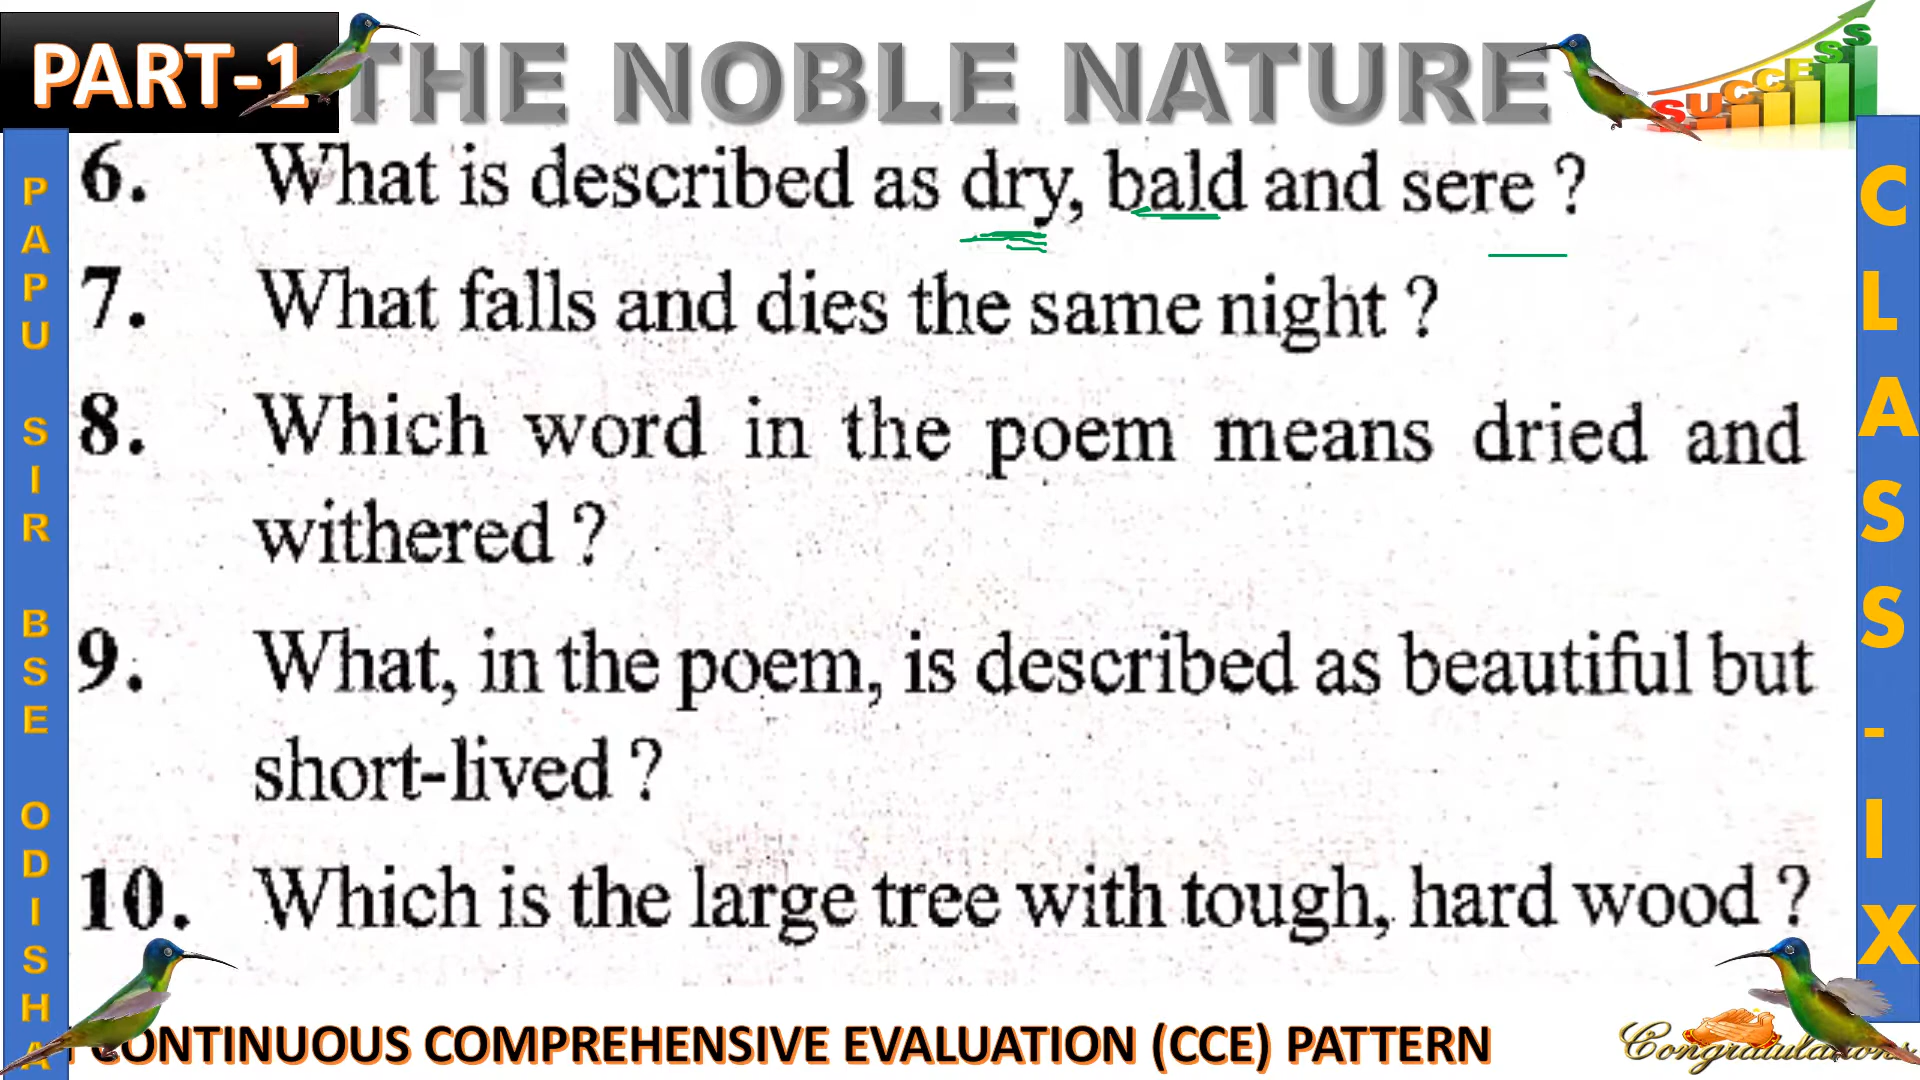 PART-1 THE NOBLE NATURE
SUCCESS
6. What is described as dry, bald and sere ?
7. What falls and dies the same night ?
8. Which word in the poem means dried and
withered ?
9. What, in the poem, is described as beautiful but
short-lived ?
10. Which is the large tree with tough, hard wood ?
PAPU SIR BSE ODISHA
CLASS-IX
CONTINUOUS COMPREHENSIVE EVALUATION (CCE) PATTERN
Congratulations